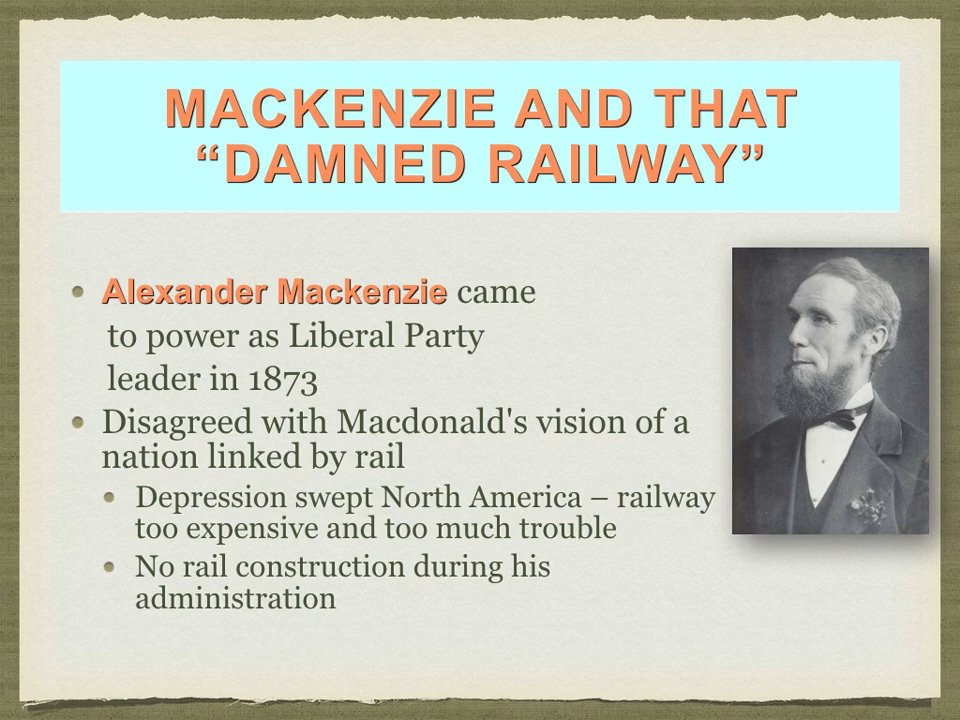 MACKENZIE AND THAT
“DAMNED RAILWAY”
• Alexander Mackenzie came
to power as Liberal Party
leader in 1873
• Disagreed with Macdonald's vision of a
nation linked by rail
• Depression swept North America – railway
too expensive and too much trouble
• No rail construction during his
administration